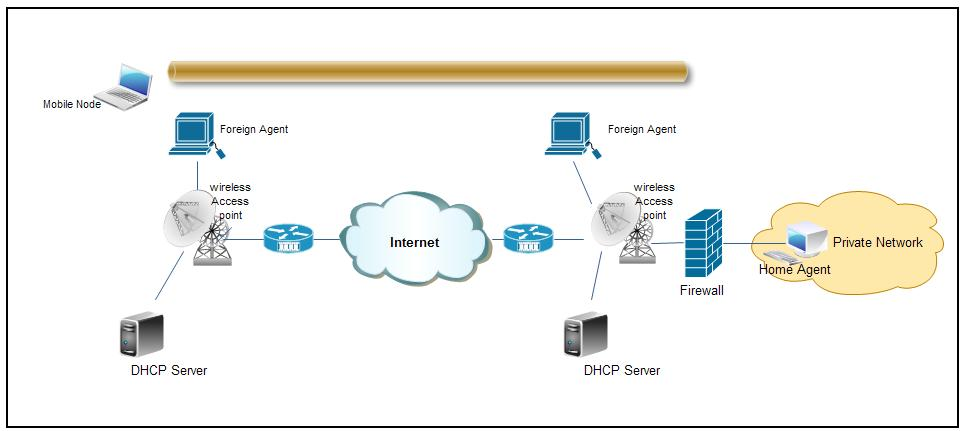 Mobile Node
Foreign Agent
Foreign Agent
wireless
Access
point
wireless
Access
point
Internet
Private Network
Home Agent
Firewall
DHCP Server
DHCP Server